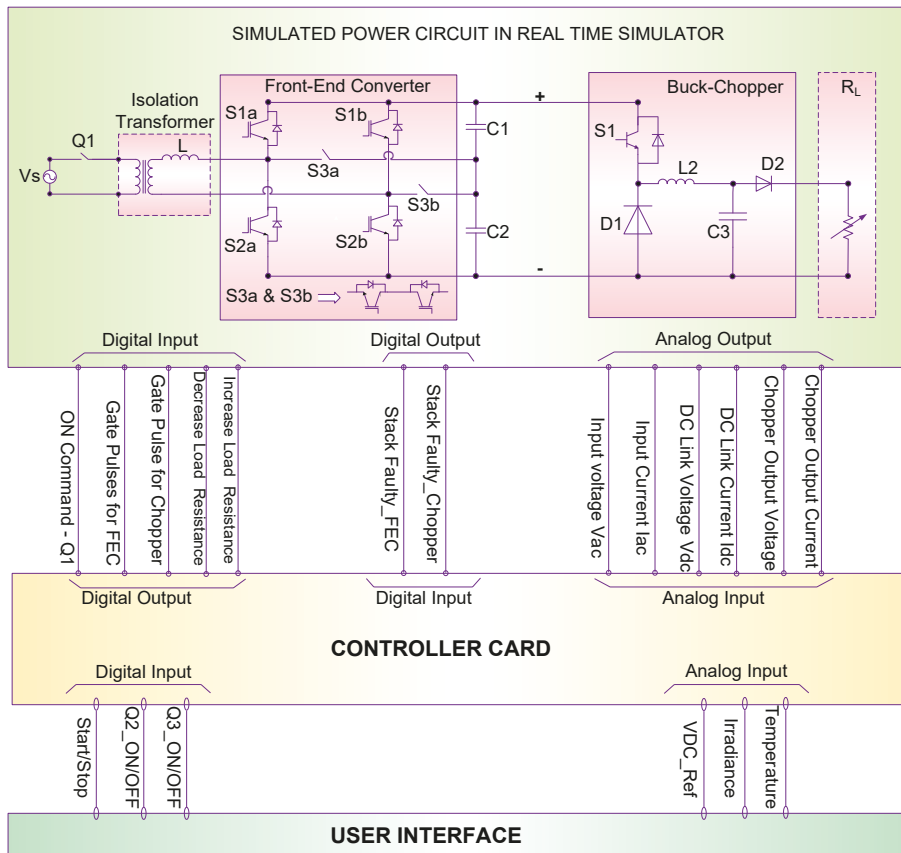 SIMULATED POWER CIRCUIT IN REAL TIME SIMULATOR
Isolation
Transformer
Front-End Converter
Buck-Chopper
RL
Q1
L
Vs
S1a
S1b
S3a
S3b
S2a
S2b
S3a & S3b
C1
C2
+
-
S1
L2
D2
D1
C3
Digital Input
Digital Output
Analog Output
ON Command - Q1
Gate Pulses for FEC
Gate Pulse for Chopper
Decrease Load Resistance
Increase Load Resistance
Stack Faulty_FEC
Stack Faulty_Chopper
Input voltage Vac
Input Current Iac
DC Link Voltage Vdc
DC Link Current Idc
Chopper Output Voltage
Chopper Output Current
Digital Output
Digital Input
Analog Input
CONTROLLER CARD
Digital Input
Analog Input
Start/Stop
Q2_ON/OFF
Q3_ON/OFF
VDC_Ref
Irradiance
Temperature
USER INTERFACE